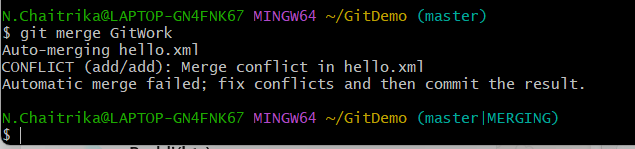 N.Chaitrika@LAPTOP-GN4FNK67 MINGW64 ~/GitDemo (master)
$ git merge GitWork
Auto-merging hello.xml
CONFLICT (add/add): Merge conflict in hello.xml
Automatic merge failed; fix conflicts and then commit the result.
N.Chaitrika@LAPTOP-GN4FNK67 MINGW64 ~/GitDemo (master|MERGING)
$